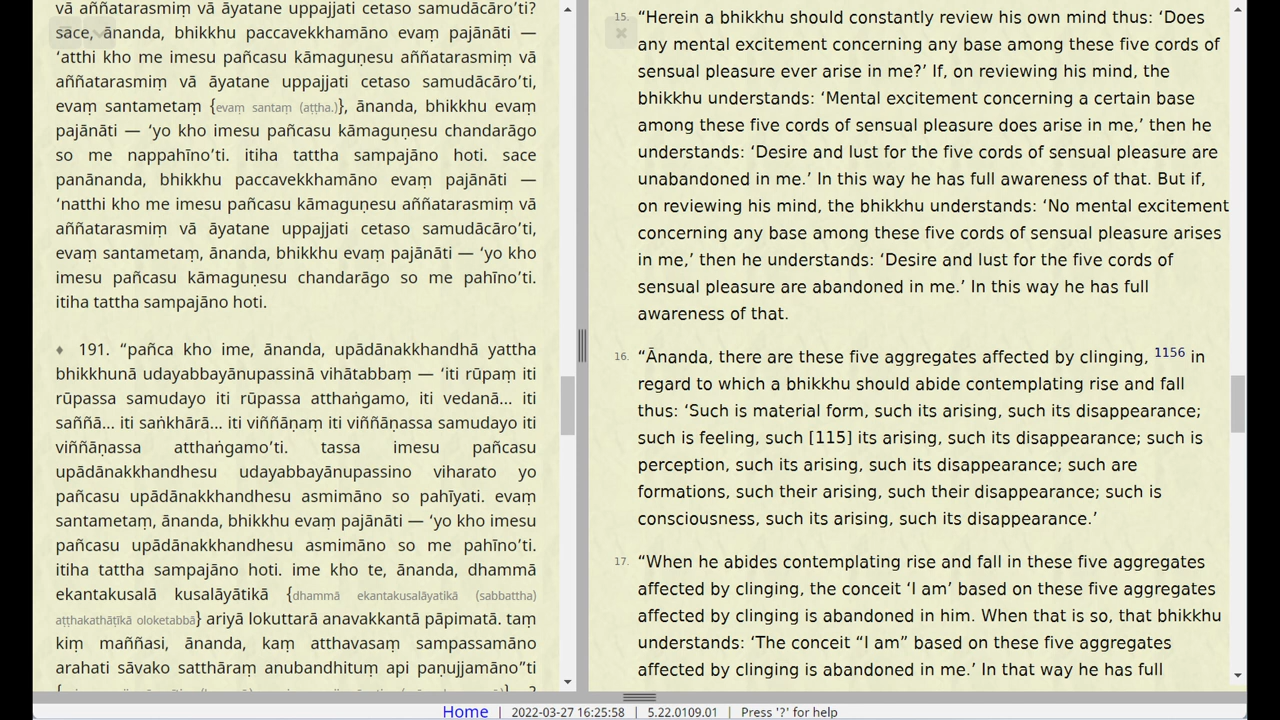 vā aññatarasmiṃ vā āyatane uppajjati cetaso samudācāro’ti?
sace, ānanda, bhikkhu paccavekkhamāno evaṃ pajānāti —
‘atthi kho me imesu pañcasu kāmaguṇesu aññatarasmiṃ vā
aññatarasmiṃ vā āyatane uppajjati cetaso samudācāro’ti,
evaṃ santametaṃ {evaṃ santaṃ (aṭṭha.)}, ānanda, bhikkhu evaṃ
pajānāti — ‘yo kho imesu pañcasu kāmaguṇesu chandarāgo
so me nappahīno’ti. itiha tattha sampajāno hoti. sace
panānanda, bhikkhu paccavekkhamāno evaṃ pajānāti —
‘natthi kho me imesu pañcasu kāmaguṇesu aññatarasmiṃ vā
aññatarasmiṃ vā āyatane uppajjati cetaso samudācāro’ti,
evaṃ santametaṃ, ānanda, bhikkhu evaṃ pajānāti — ‘yo kho
imesu pañcasu kāmaguṇesu chandarāgo so me pahīno’ti.
itiha tattha sampajāno hoti.
♦ 191. “pañca kho ime, ānanda, upādānakkhandhā yattha
bhikkhunā udayabbayānupassinā vihātabbaṃ — ‘iti rūpaṃ iti
rūpassa samudayo iti rūpassa atthaṅgamo, iti vedanā... iti
saññā... iti saṅkhārā... iti viññāṇaṃ iti viññāṇassa samudayo iti
viññāṇassa atthaṅgamo’ti. tassa imesu pañcasu
upādānakkhandhesu udayabbayānupassino viharato yo
pañcasu upādānakkhandhesu asmimāno so pahīyati. evaṃ
santametaṃ, ānanda, bhikkhu evaṃ pajānāti — ‘yo kho imesu
pañcasu upādānakkhandhesu asmimāno so me pahīno’ti.
itiha tattha sampajāno hoti. ime kho te, ānanda, dhammā
ekantakusalā kusalāyātikā {dhammā ekantakusalāyatikā (sabbattha)
aṭṭhakathāṭīkā oloketabbā} ariyā lokuttarā anavakkantā pāpimatā. taṃ
kiṃ maññasi, ānanda, kaṃ atthavasaṃ sampassamāno
arahati sāvako satthāraṃ anubandhituṃ api paṇujjamāno”ti
15. “Herein a bhikkhu should constantly review his own mind thus: ‘Does
any mental excitement concerning any base among these five cords of
sensual pleasure ever arise in me?’ If, on reviewing his mind, the
bhikkhu understands: ‘Mental excitement concerning a certain base
among these five cords of sensual pleasure does arise in me,’ then he
understands: ‘Desire and lust for the five cords of sensual pleasure are
unabandoned in me.’ In this way he has full awareness of that. But if,
on reviewing his mind, the bhikkhu understands: ‘No mental excitement
concerning any base among these five cords of sensual pleasure arises
in me,’ then he understands: ‘Desire and lust for the five cords of
sensual pleasure are abandoned in me.’ In this way he has full
awareness of that.
16. “Ānanda, there are these five aggregates affected by clinging, 1156 in
regard to which a bhikkhu should abide contemplating rise and fall
thus: ‘Such is material form, such its arising, such its disappearance;
such is feeling, such [115] its arising, such its disappearance; such is
perception, such its arising, such its disappearance; such are
formations, such their arising, such their disappearance; such is
consciousness, such its arising, such its disappearance.’
17. “When he abides contemplating rise and fall in these five aggregates
affected by clinging, the conceit ‘I am’ based on these five aggregates
affected by clinging is abandoned in him. When that is so, that bhikkhu
understands: ‘The conceit “I am” based on these five aggregates
affected by clinging is abandoned in me.’ In that way he has full
Home | 2022-03-27 16:25:58 | 5.22.0109.01 | Press '?' for help